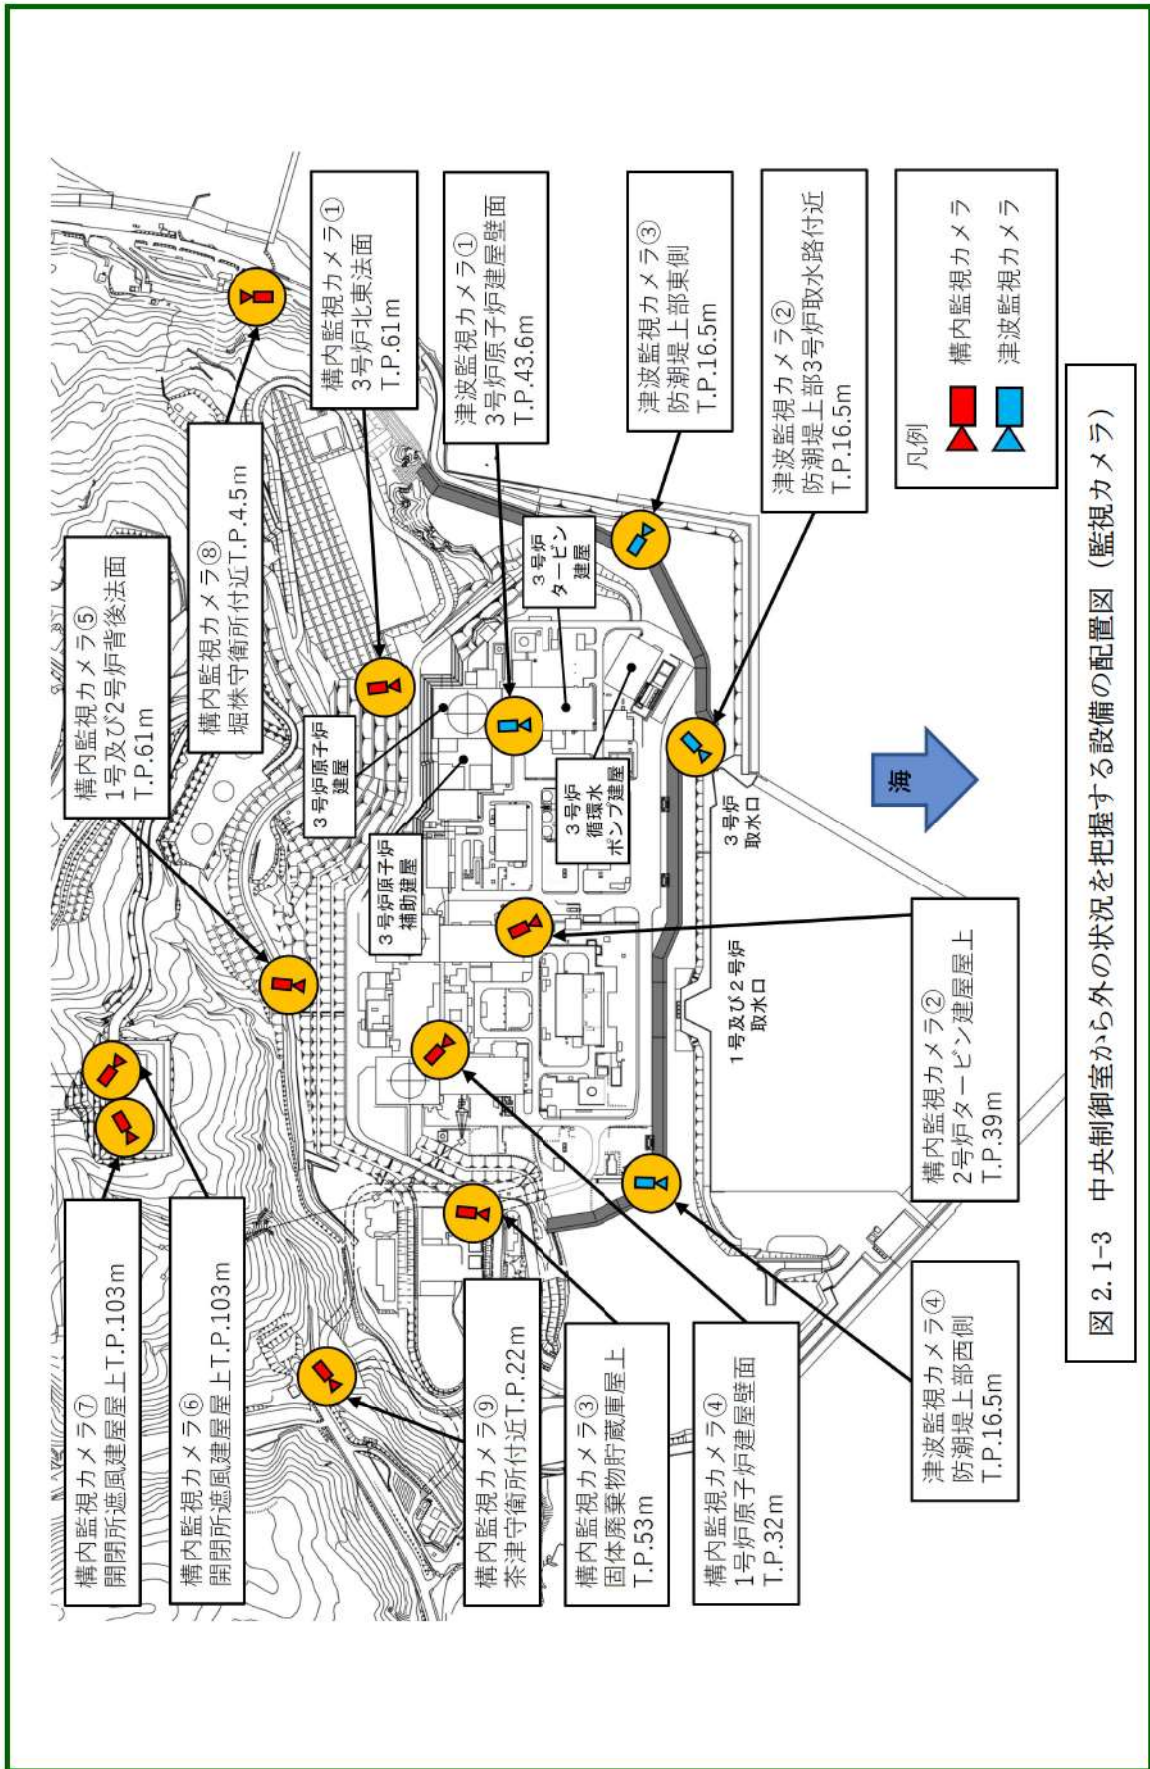 構内監視カメラ⑦
開閉所遮風建屋屋上T.P.103m
構内監視カメラ⑥
開閉所遮風建屋屋上T.P.103m
構内監視カメラ⑤
1号及び2号炉背後法面
T.P.61m
構内監視カメラ⑧
堀株守衛所付近T.P.4.5m
構内監視カメラ①
3号炉北東法面
T.P.61m
津波監視カメラ①
3号炉原子炉建屋壁面
T.P.43.6m
津波監視カメラ③
防潮堤上部東側
T.P.16.5m
津波監視カメラ②
防潮堤上部3号炉取水路付近
T.P.16.5m
3号炉原子炉
建屋
3号炉原子炉
補助建屋
3号炉
タービン
建屋
3号炉
循環水
ポンプ建屋
3号炉
取水口
1号及び2号炉
取水口
海
構内監視カメラ⑨
茶津守衛所付近T.P.22m
構内監視カメラ③
固体廃棄物貯蔵庫屋上
T.P.53m
構内監視カメラ④
1号炉原子炉建屋壁面
T.P.32m
津波監視カメラ④
防潮堤上部西側
T.P.16.5m
構内監視カメラ②
2号炉タービン建屋屋上
T.P.39m
凡例
構内監視カメラ
津波監視カメラ
図 2.1-3 中央制御室から外の状況を把握する設備の配置図（監視カメラ）